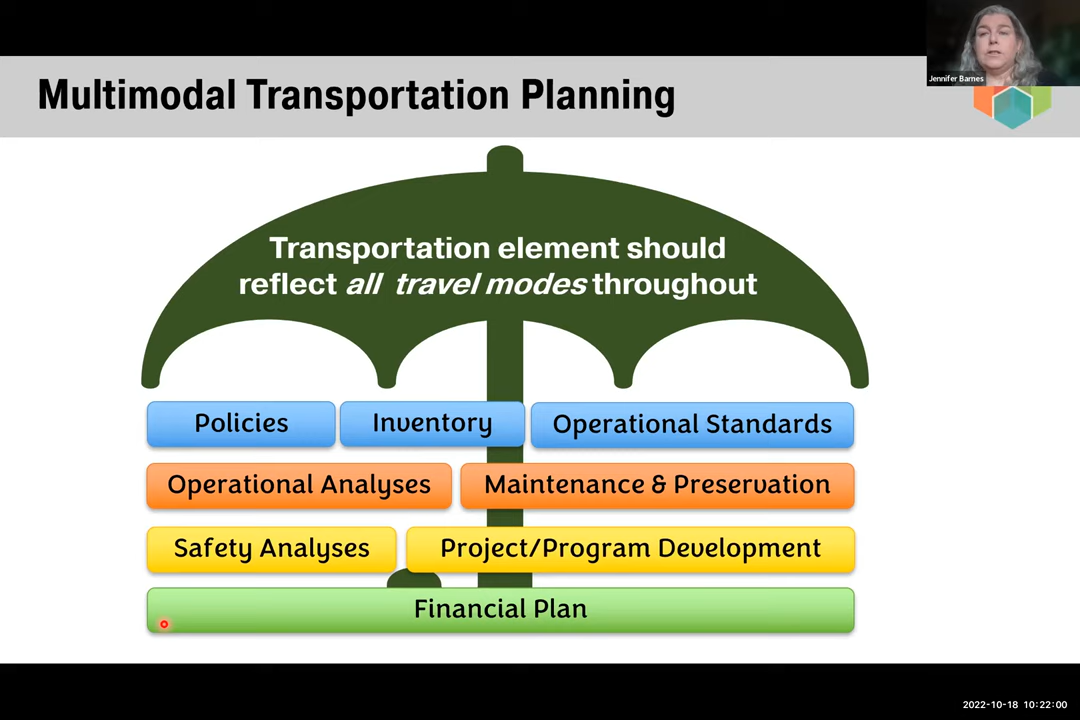 Multimodal Transportation Planning
Jennifer Barnes
Transportation element should
reflect all travel modes throughout
Policies
Inventory
Operational Standards
Operational Analyses
Maintenance & Preservation
Safety Analyses
Project/Program Development
Financial Plan
2022-10-18 10:22:00